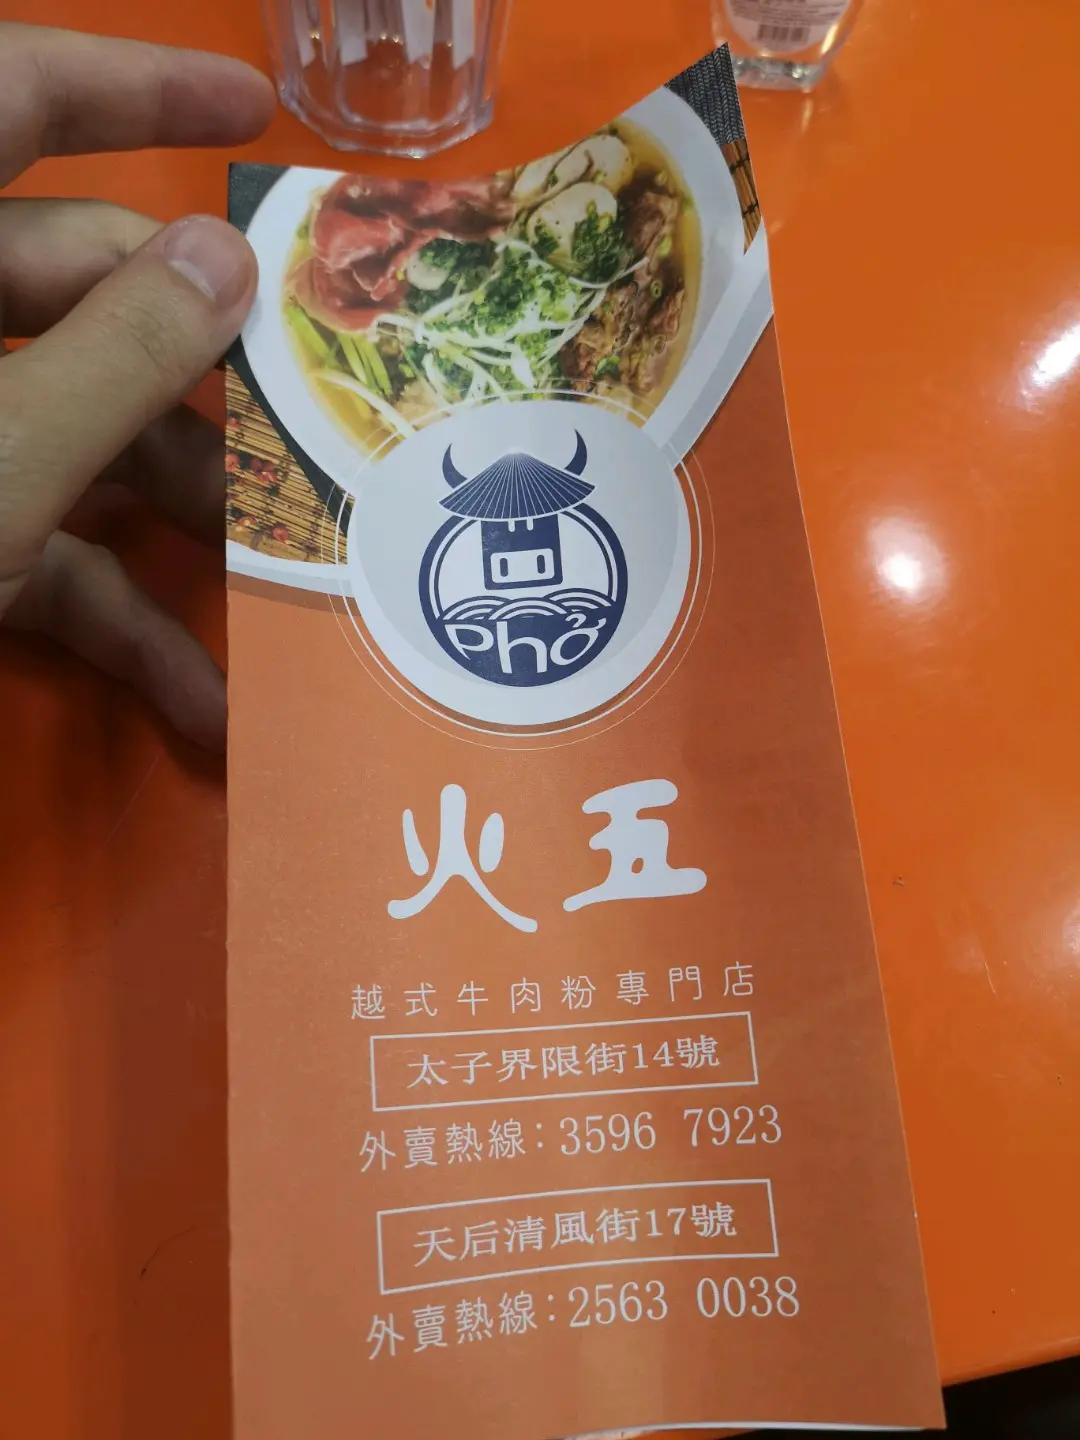 Phở
火五
越式牛肉粉專門店
太子界限街14號
外賣熱線:3596 7923
天后清風街17號
外賣熱線:2563 0038